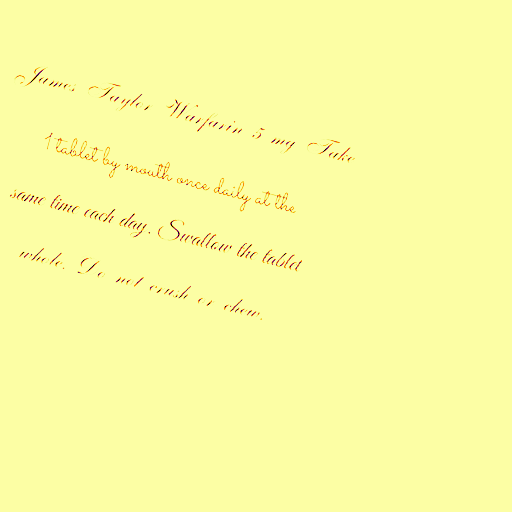 James Taylor Warfarin 5 mg Take
1 tablet by mouth once daily at the
same time each day. Swallow the tablet
whole. Do not crush or chew.